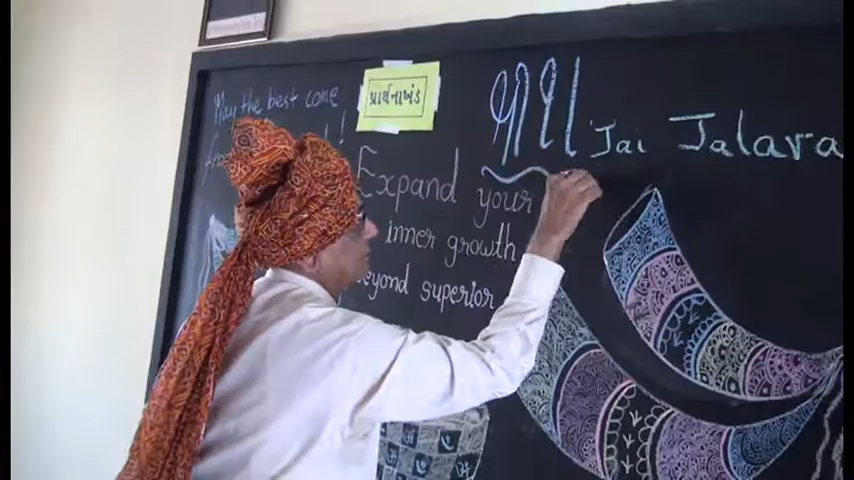 May the best come
પ્રાર્થનાખંડ
Jai Jalara
Expand your
inner growth
beyond superior